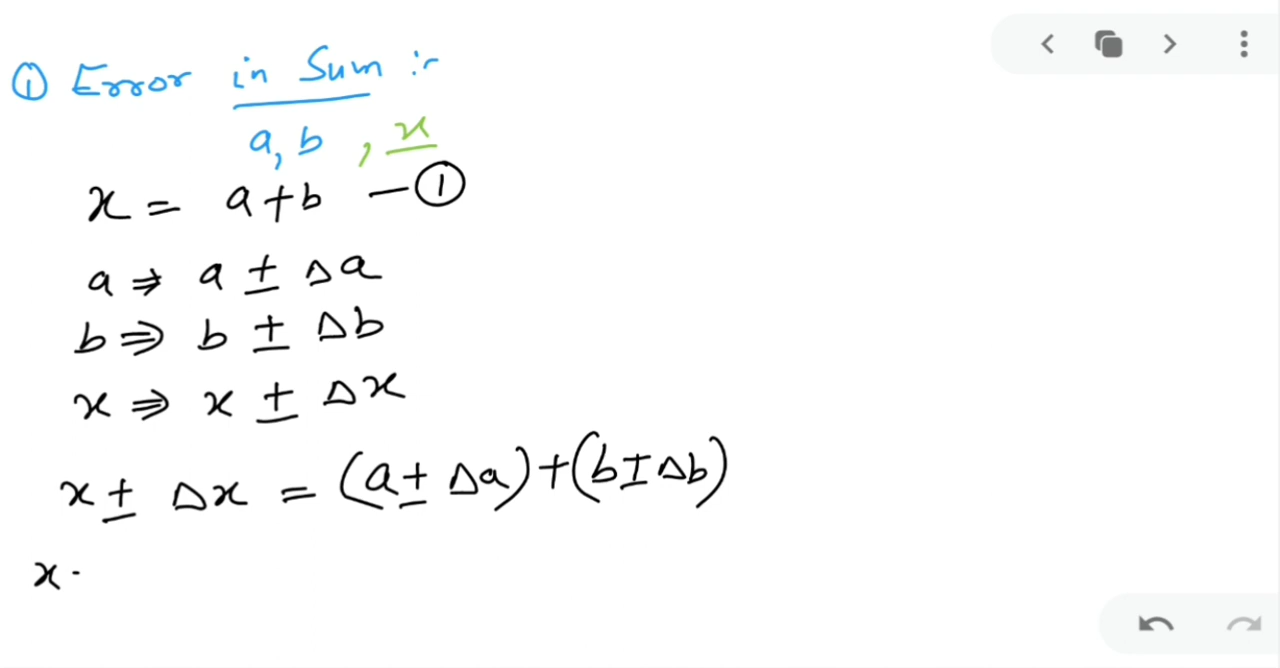 ① Error in Sum :-
a, b , x
x = a+b —①
a ⇒ a ± Δa
b ⇒ b ± Δb
x ⇒ x ± Δx
x ± Δx = (a ± Δa)+(b ± Δb)
x -